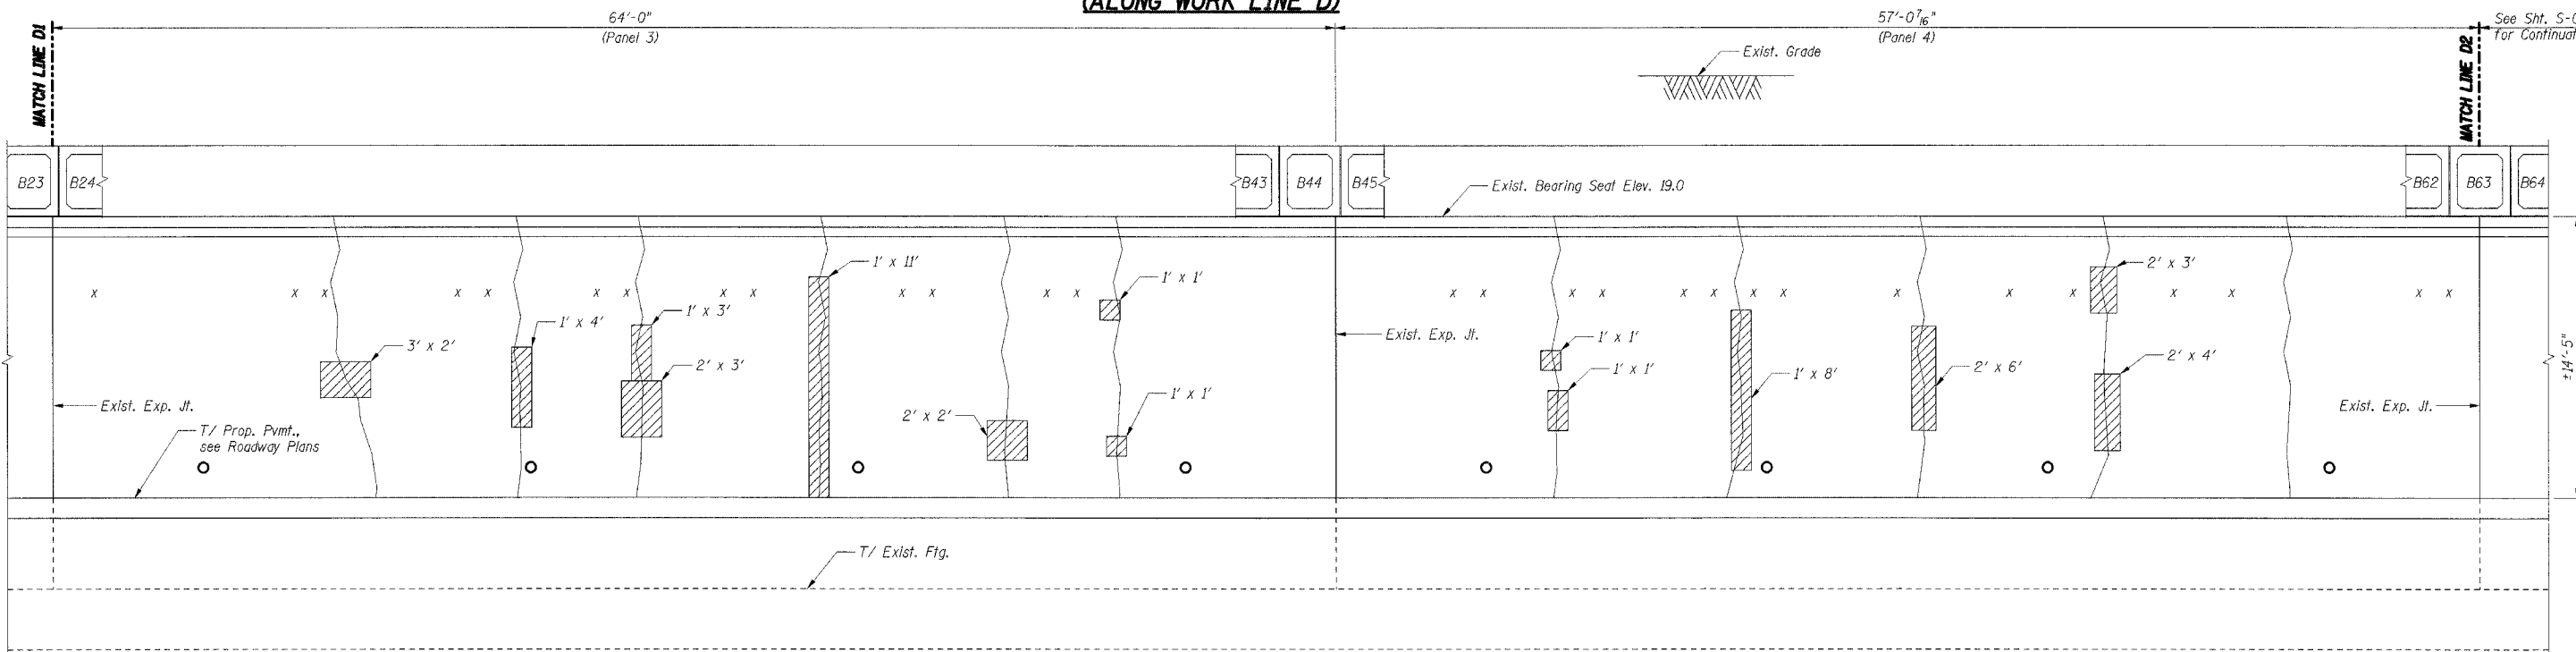 (ALONG WORK LINE D)
64'-0"
(Panel 3)
57'-0 7/16"
(Panel 4)
See Sht. S-
for Continuat
MATCH LINE D1
MATCH LINE D2
Exist. Grade
B23
B24
B43
B44
B45
Exist. Bearing Seat Elev. 19.0
B62
B63
B64
1' x 11'
1' x 1'
2' x 3'
x x x x x x x x x x x x x
x x x x x x x x x x x x x x x
1' x 3'
1' x 4'
Exist. Exp. Jt.
1' x 1'
3' x 2'
2' x 4'
2' x 3'
1' x 1'
1' x 8'
2' x 6'
±14'-5"
1' x 1'
Exist. Exp. Jt.
Exist. Exp. Jt.
2' x 2'
T/ Prop. Pvmt.,
see Roadway Plans
T/ Exist. Ftg.